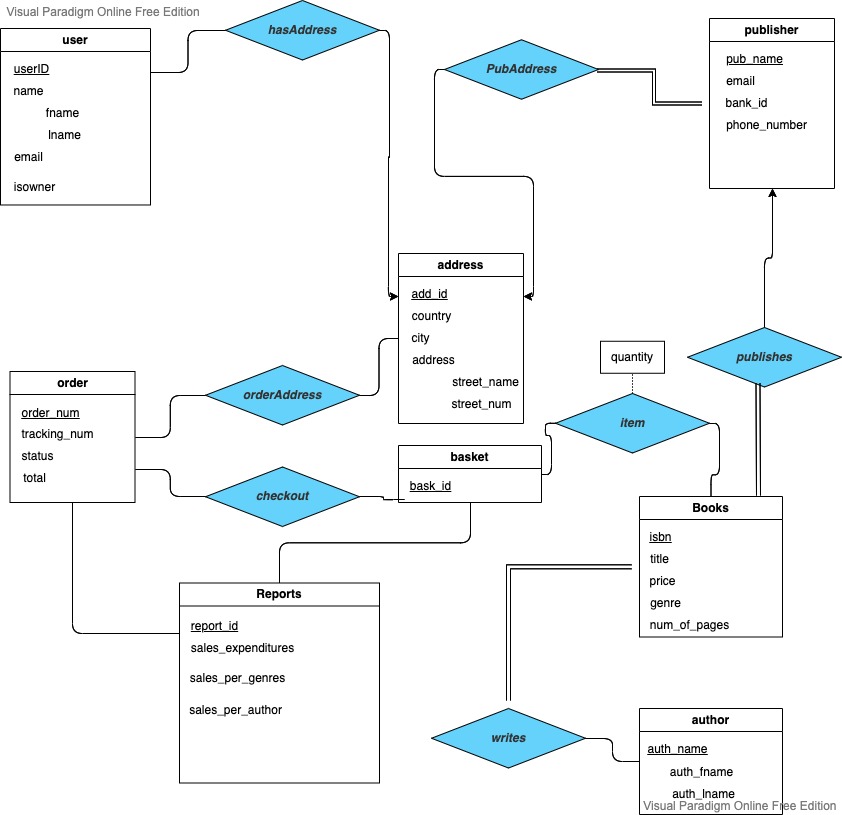 Visual Paradigm Online Free Edition
user
userID
name
fname
lname
email
isowner
hasAddress
PubAddress
publisher
pub_name
email
bank_id
phone_number
address
add_id
country
city
address
street_name
street_num
order
order_num
tracking_num
status
total
orderAddress
checkout
basket
bask_id
quantity
item
publishes
Books
isbn
title
price
genre
num_of_pages
Reports
report_id
sales_expenditures
sales_per_genres
sales_per_author
writes
author
auth_name
auth_fname
auth_lname
Visual Paradigm Online Free Edition